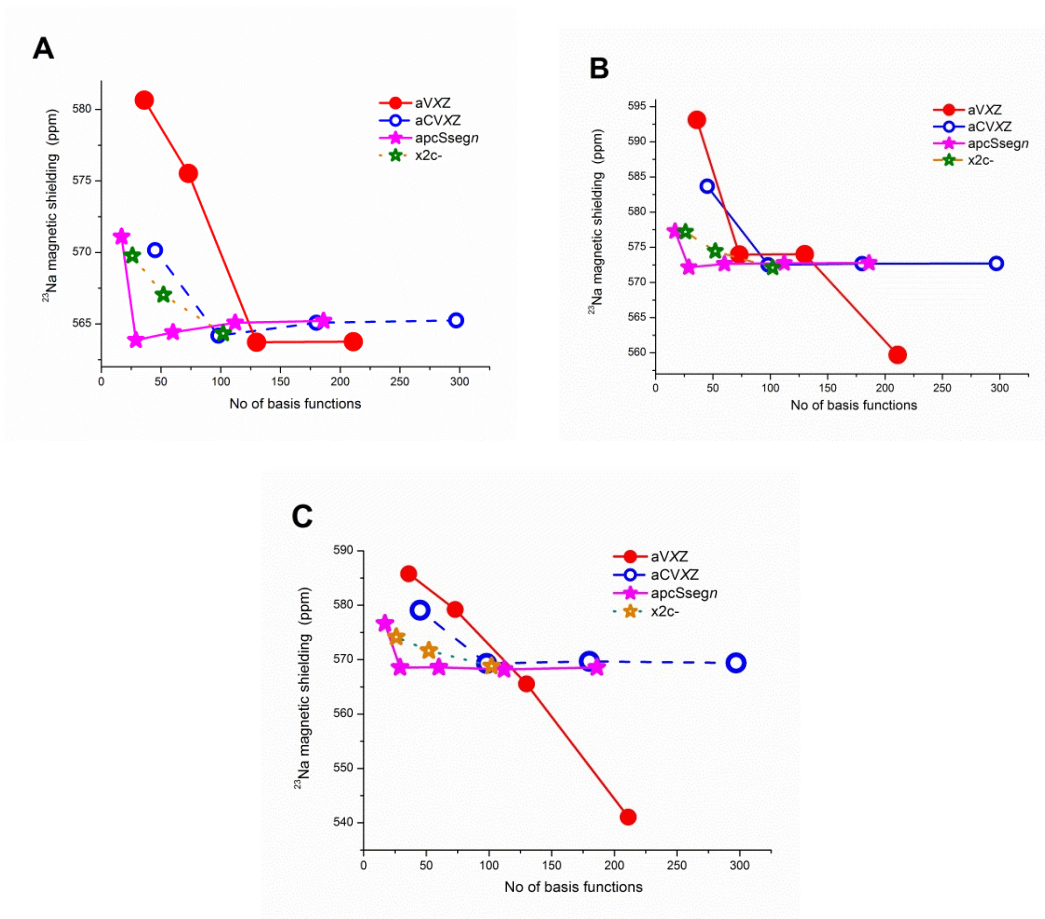 A
²³Na magnetic shielding (ppm)
580
575
570
565
0 50 100 150 200 250 300
No of basis functions
aVXZ
aCVXZ
apcSsegn
x2c-
B
²³Na magnetic shielding (ppm)
595
590
585
580
575
570
565
560
0 50 100 150 200 250 300
No of basis functions
aVXZ
aCVXZ
apcSsegn
x2c-
C
²³Na magnetic shielding (ppm)
590
580
570
560
550
540
0 50 100 150 200 250 300
No of basis functions
aVXZ
aCVXZ
apcSsegn
x2c-